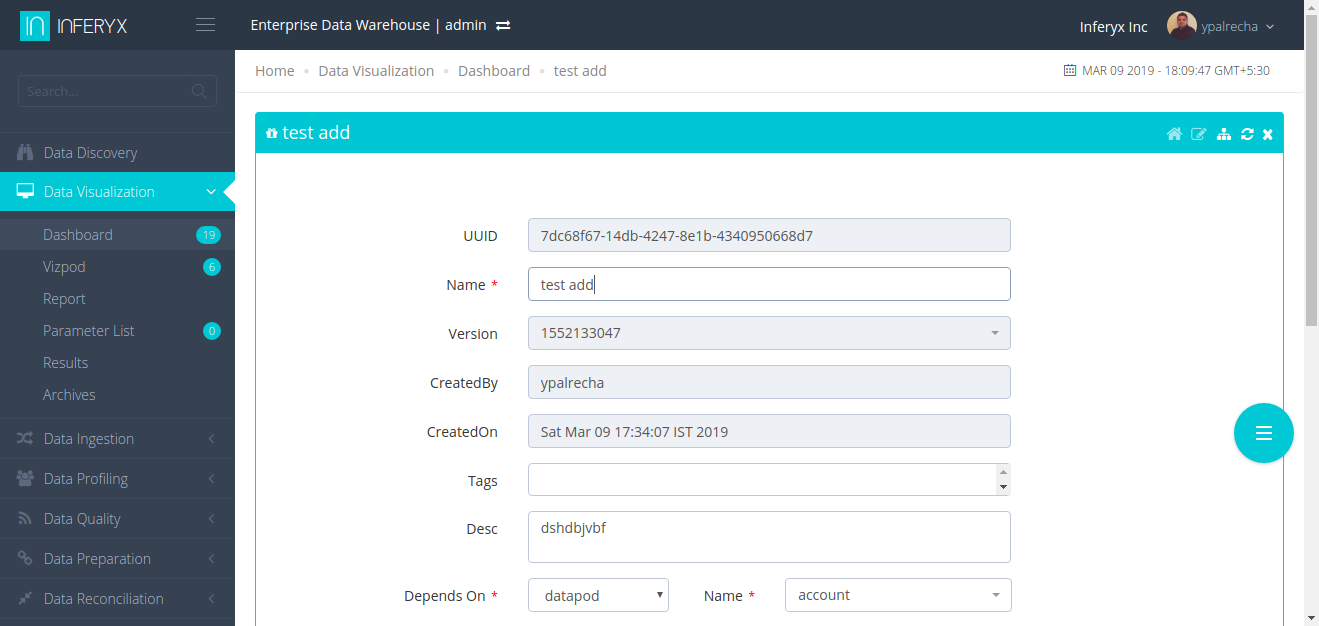 INFERYX
Enterprise Data Warehouse | admin
Inferyx Inc
ypalrecha
Search...
Home
Data Visualization
Dashboard
test add
MAR 09 2019 - 18:09:47 GMT+5:30
Data Discovery
Data Visualization
Dashboard 19
Vizpod 6
Report
Parameter List 0
Results
Archives
Data Ingestion
Data Profiling
Data Quality
Data Preparation
Data Reconciliation
test add
UUID 7dc68f67-14db-4247-8e1b-4340950668d7
Name * test add
Version 1552133047
CreatedBy ypalrecha
CreatedOn Sat Mar 09 17:34:07 IST 2019
Tags
Desc dshdbjvbf
Depends On * datapod Name * account